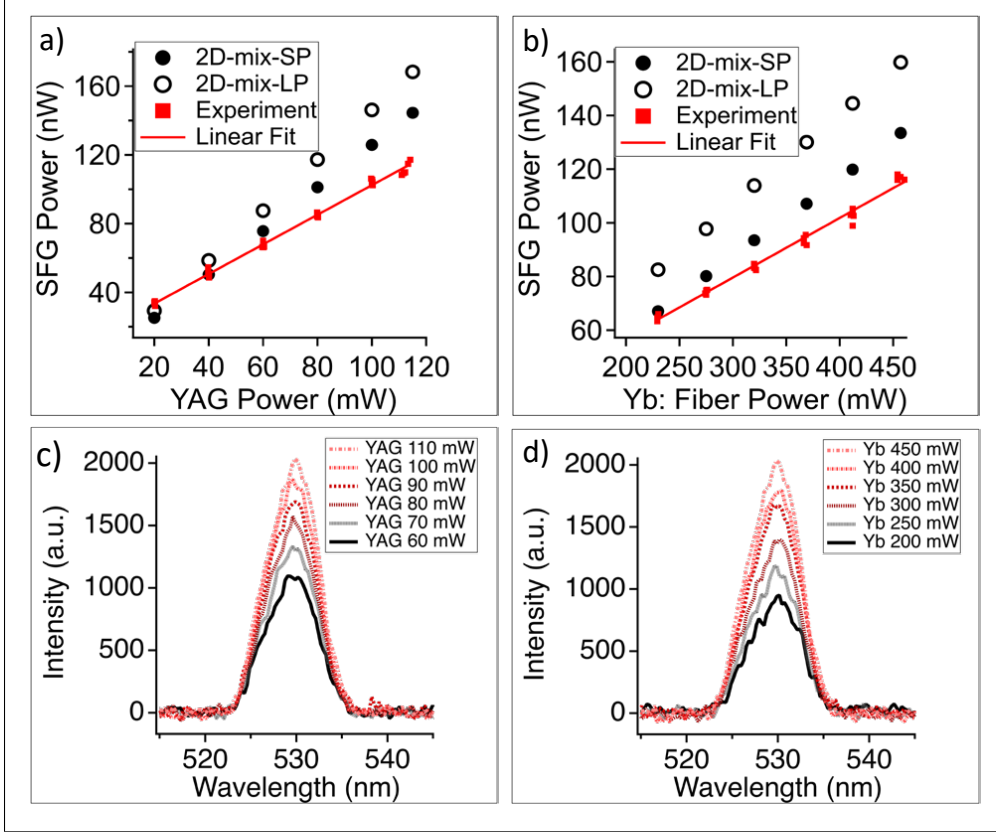 a)
2D-mix-SP
2D-mix-LP
Experiment
Linear Fit
SFG Power (nW)
160
120
80
40
20 40 60 80 100 120
YAG Power (mW)
b)
2D-mix-SP
2D-mix-LP
Experiment
Linear Fit
SFG Power (nW)
160
140
120
100
80
60
200 250 300 350 400 450
Yb: Fiber Power (mW)
c)
YAG 110 mW
YAG 100 mW
YAG 90 mW
YAG 80 mW
YAG 70 mW
YAG 60 mW
Intensity (a.u.)
2000
1500
1000
500
0
520 530 540
Wavelength (nm)
d)
Yb 450 mW
Yb 400 mW
Yb 350 mW
Yb 300 mW
Yb 250 mW
Yb 200 mW
Intensity (a.u.)
2000
1500
1000
500
0
520 530 540
Wavelength (nm)